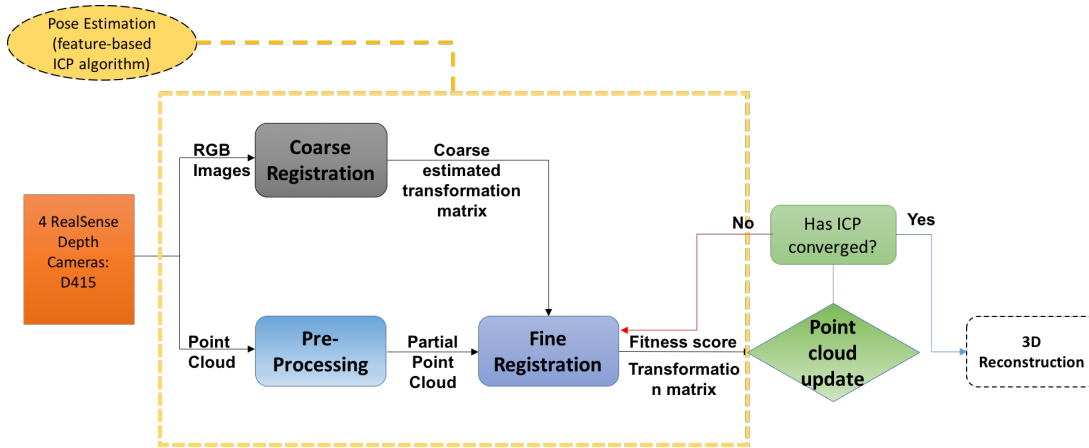 Pose Estimation
(feature-based
ICP algorithm)
RGB
Images
Coarse
Registration
Coarse
estimated
transformation
matrix
4 RealSense
Depth
Cameras:
D415
No
Has ICP
converged?
Yes
Point
Cloud
Pre-
Processing
Partial
Point
Cloud
Fine
Registration
Fitness score
Transformatio
n matrix
Point
cloud
update
3D
Reconstruction